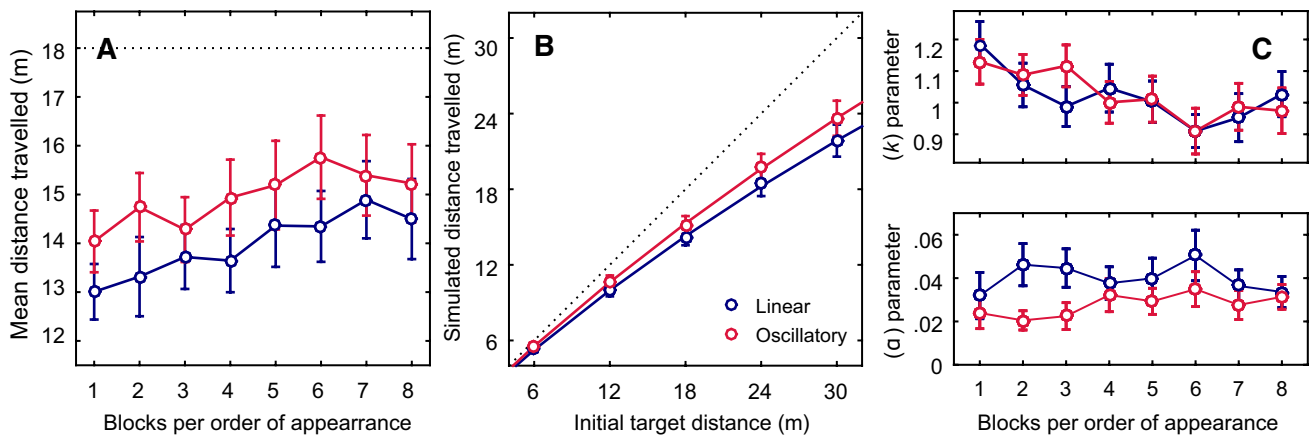 A
Mean distance travelled (m)
18
17
16
15
14
13
12
1 2 3 4 5 6 7 8
Blocks per order of appearrance
B
Simulated distance travelled (m)
30
24
18
12
6
Linear
Oscillatory
6 12 18 24 30
Initial target distance (m)
C
(k) parameter
1.2
1.1
1
0.9
(ɑ) parameter
.06
.04
.02
0
1 2 3 4 5 6 7 8
Blocks per order of appearrance